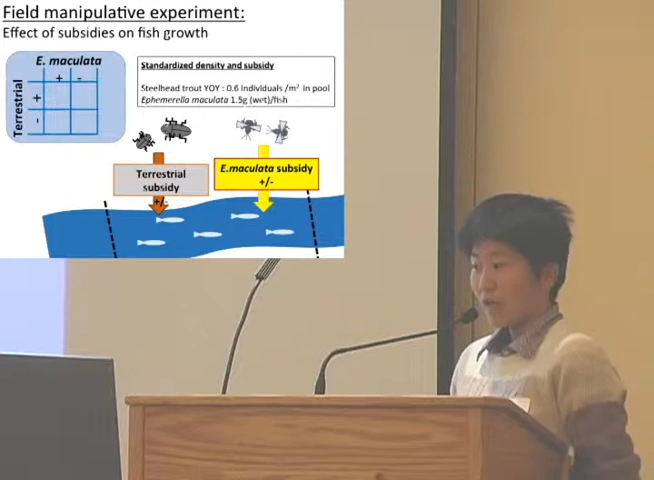 Field manipulative experiment:
Effect of subsidies on fish growth
E. maculata
+ -
Terrestrial
+
-
Standardized density and subsidy
Steelhead trout YOY : 0.6 individuals /m² in pool
Ephemerella maculata 1.5g (wet)/fish
Terrestrial
subsidy
+/-
E.maculata subsidy
+/-